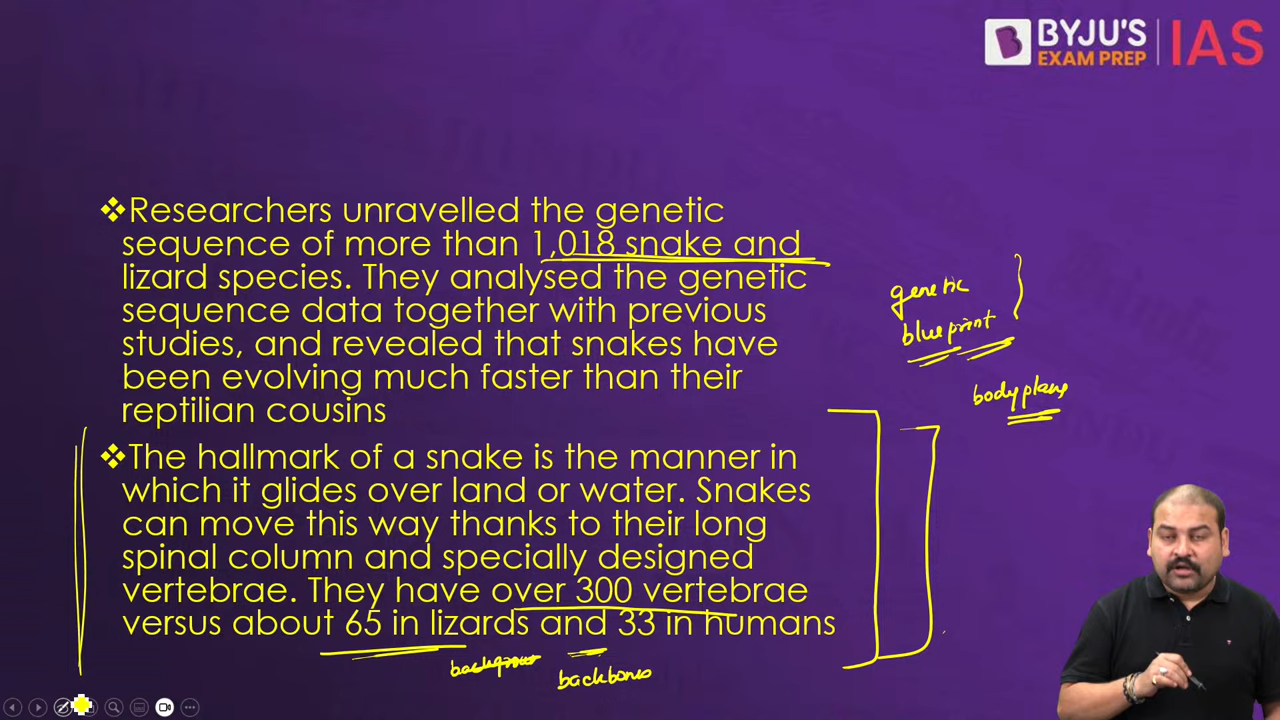 BYJU'S
EXAM PREP
IAS
❖Researchers unravelled the genetic
sequence of more than 1,018 snake and
lizard species. They analysed the genetic
sequence data together with previous
studies, and revealed that snakes have
been evolving much faster than their
reptilian cousins
❖The hallmark of a snake is the manner in
which it glides over land or water. Snakes
can move this way thanks to their long
spinal column and specially designed
vertebrae. They have over 300 vertebrae
versus about 65 in lizards and 33 in humans
genetic
blueprint
body plans
backbones